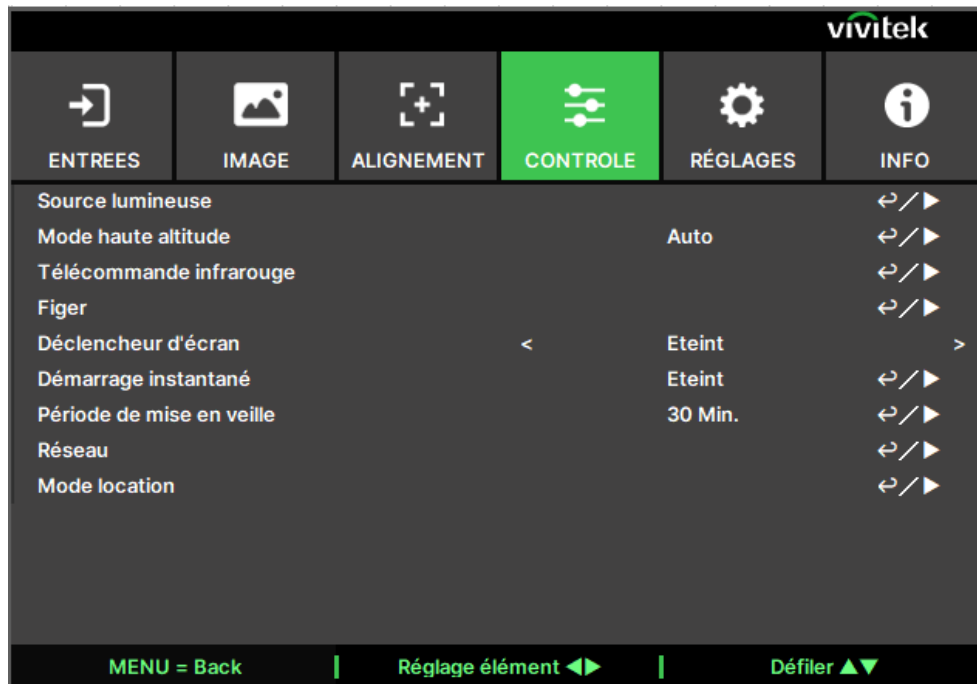 vivitek
ENTREES IMAGE ALIGNEMENT CONTROLE RÉGLAGES INFO
Source lumineuse ↩/▶
Mode haute altitude Auto ↩/▶
Télécommande infrarouge ↩/▶
Figer ↩/▶
Déclencheur d'écran < Eteint >
Démarrage instantané Eteint ↩/▶
Période de mise en veille 30 Min. ↩/▶
Réseau ↩/▶
Mode location ↩/▶
MENU = Back | Réglage élément ◀▶ | Défiler ▲▼